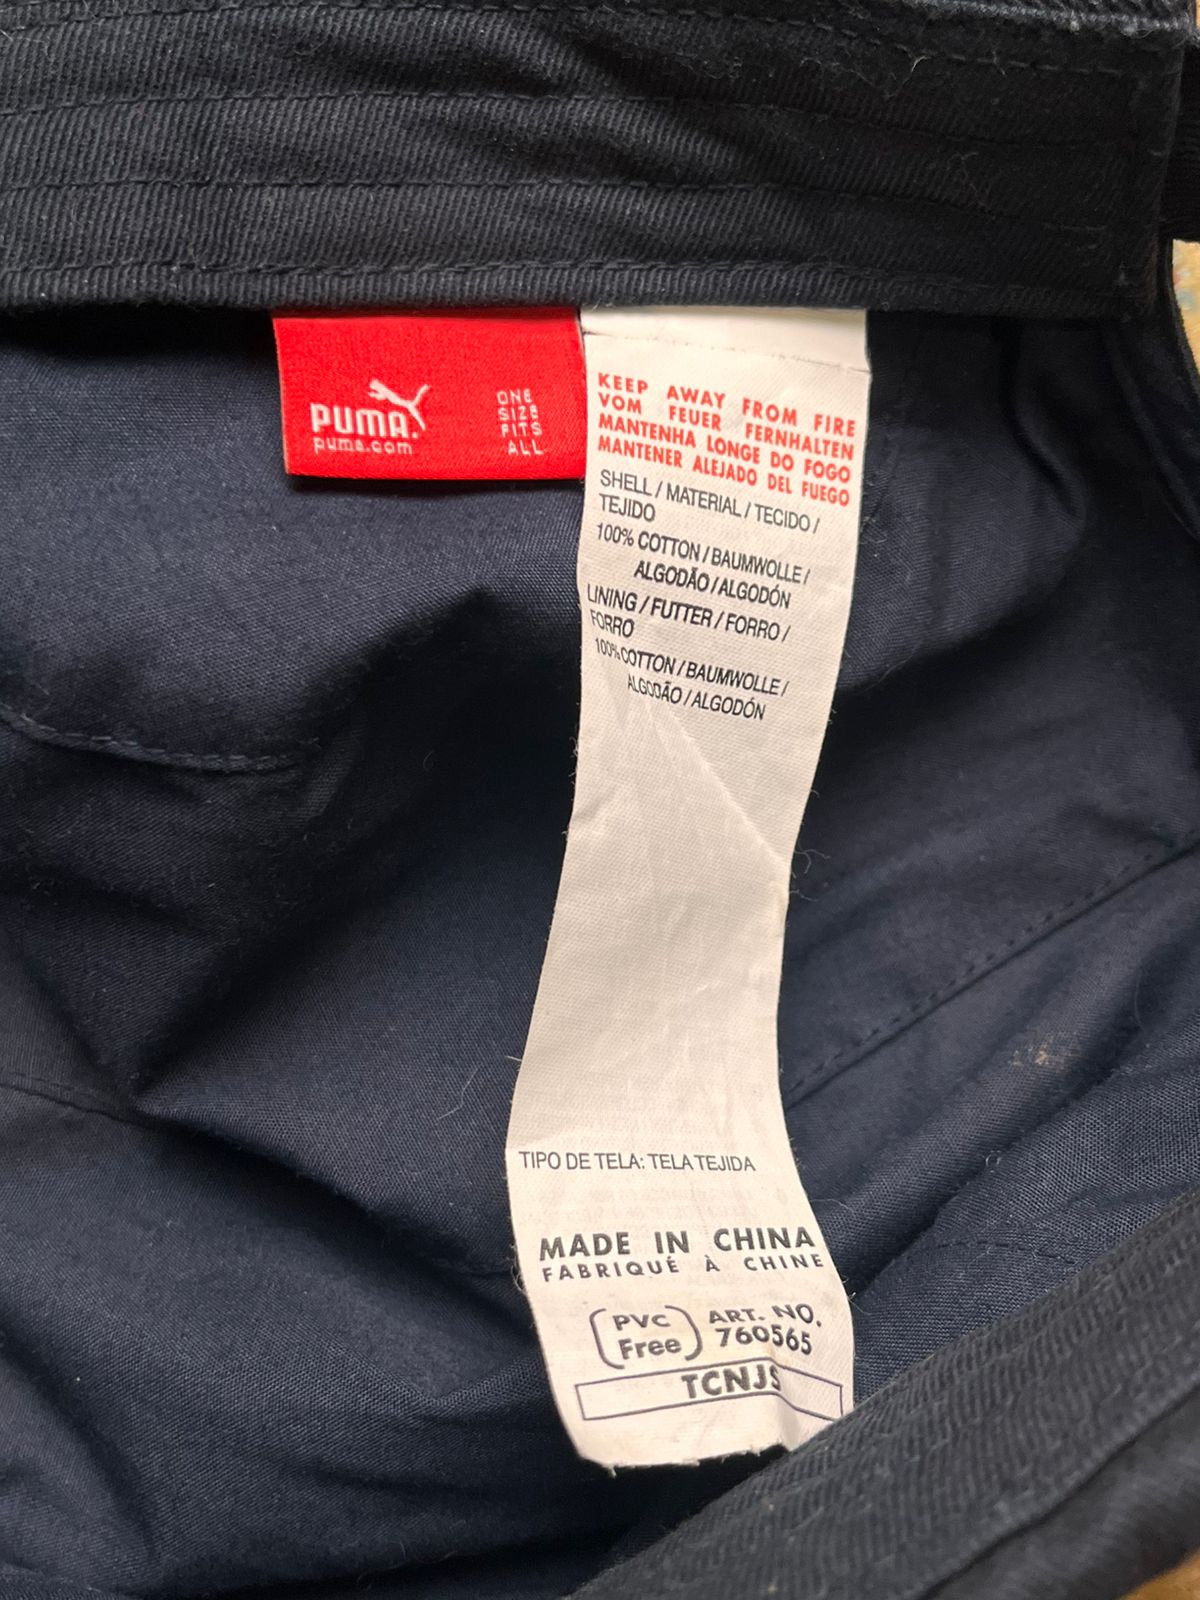 PUMA.
puma.com
ONE
SIZE
FITS
ALL
KEEP AWAY FROM FIRE
VOM FEUER FERNHALTEN
MANTENHA LONGE DO FOGO
MANTENER ALEJADO DEL FUEGO
SHELL / MATERIAL / TECIDO /
TEJIDO
100% COTTON / BAUMWOLLE /
ALGODÃO / ALGODÓN
LINING / FUTTER / FORRO /
FORRO
100% COTTON / BAUMWOLLE /
ALGODÃO / ALGODÓN
TIPO DE TELA: TELA TEJIDA
MADE IN CHINA
FABRIQUÉ À CHINE
PVC
Free
ART. NO.
760565
TCNJS